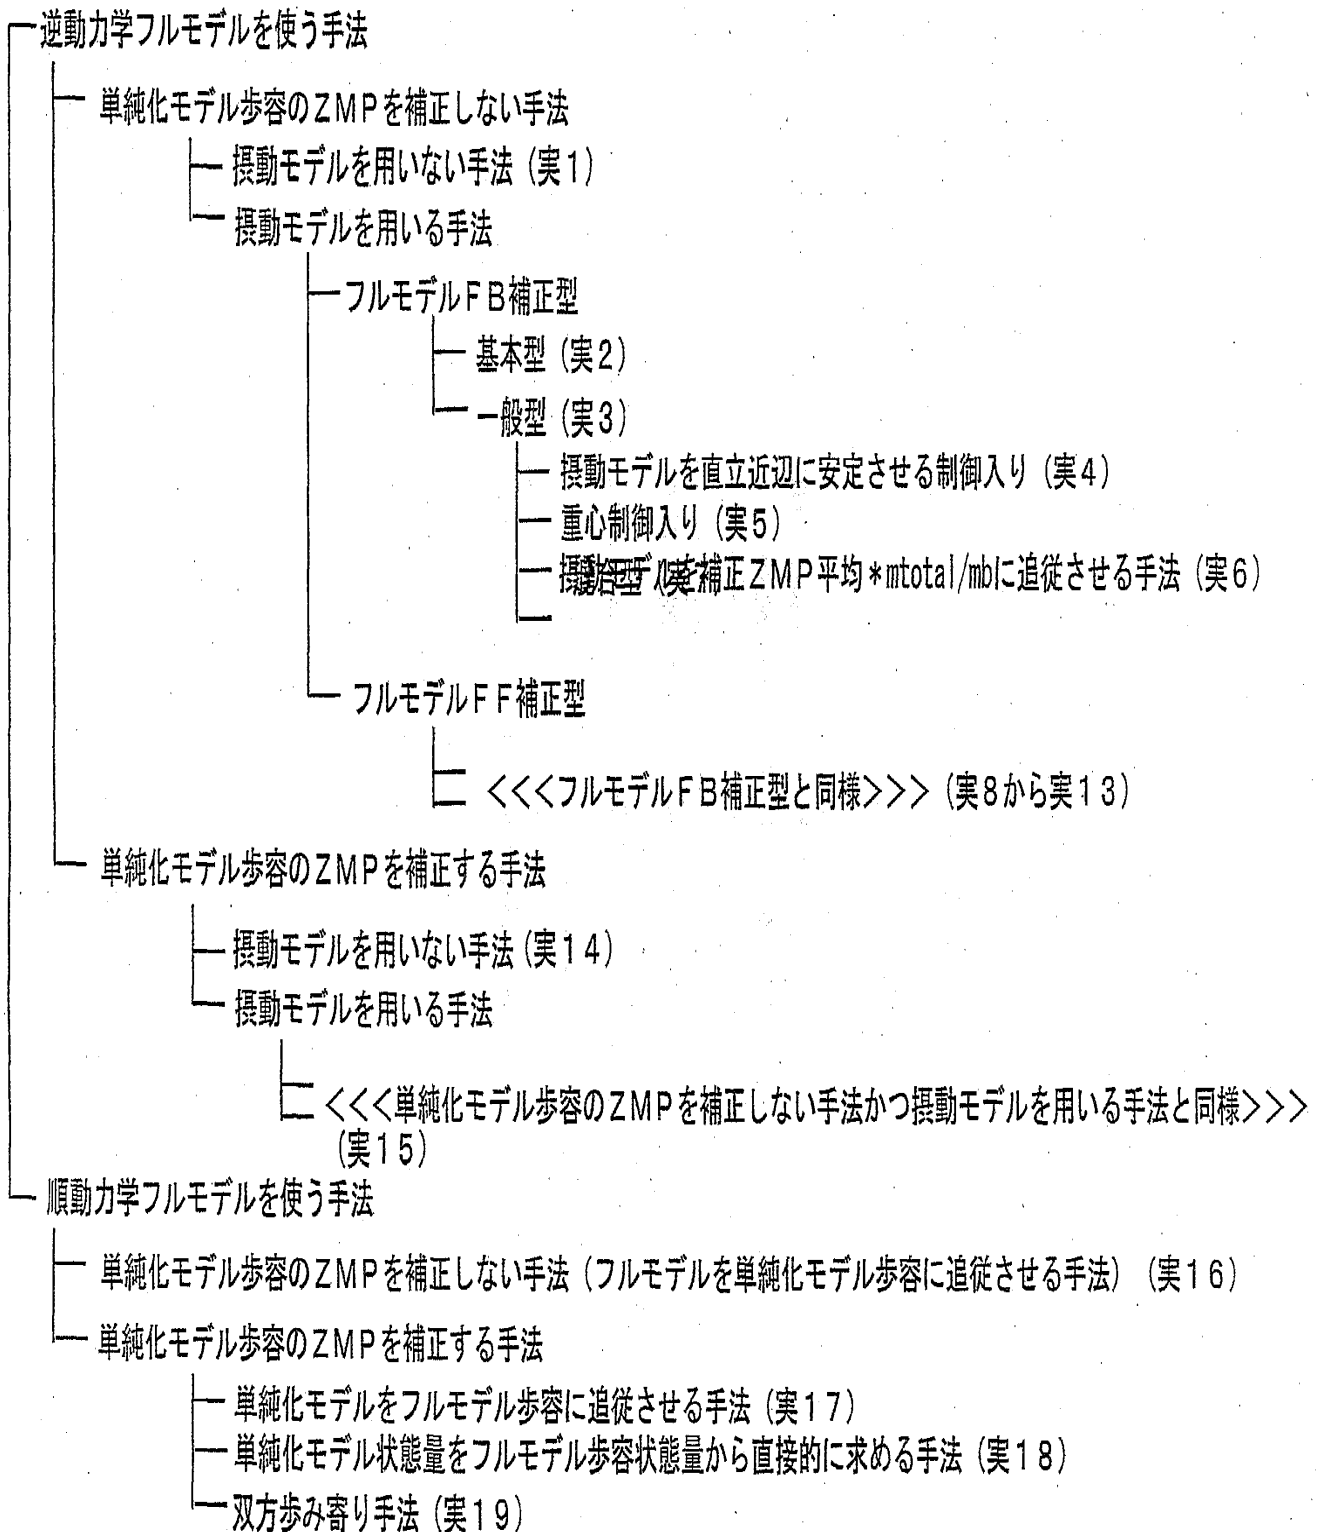 逆動力学フルモデルを使う手法
単純化モデル歩容のZMPを補正しない手法
摂動モデルを用いない手法(実1)
摂動モデルを用いる手法
フルモデルFB補正型
基本型(実2)
一般型(実3)
摂動モデルを直立近辺に安定させる制御入り(実4)
重心制御入り(実5)
摂動モデルを補正ZMP平均*mtotal/mbに追従させる手法(実6)
フルモデルFF補正型
<<<フルモデルFB補正型と同様>>>(実8から実13)
単純化モデル歩容のZMPを補正する手法
摂動モデルを用いない手法(実14)
摂動モデルを用いる手法
<<<単純化モデル歩容のZMPを補正しない手法かつ摂動モデルを用いる手法と同様>>>
(実15)
順動力学フルモデルを使う手法
単純化モデル歩容のZMPを補正しない手法(フルモデルを単純化モデル歩容に追従させる手法)(実16)
単純化モデル歩容のZMPを補正する手法
単純化モデルをフルモデル歩容に追従させる手法(実17)
単純化モデル状態量をフルモデル歩容状態量から直接的に求める手法(実18)
双方歩み寄り手法(実19)